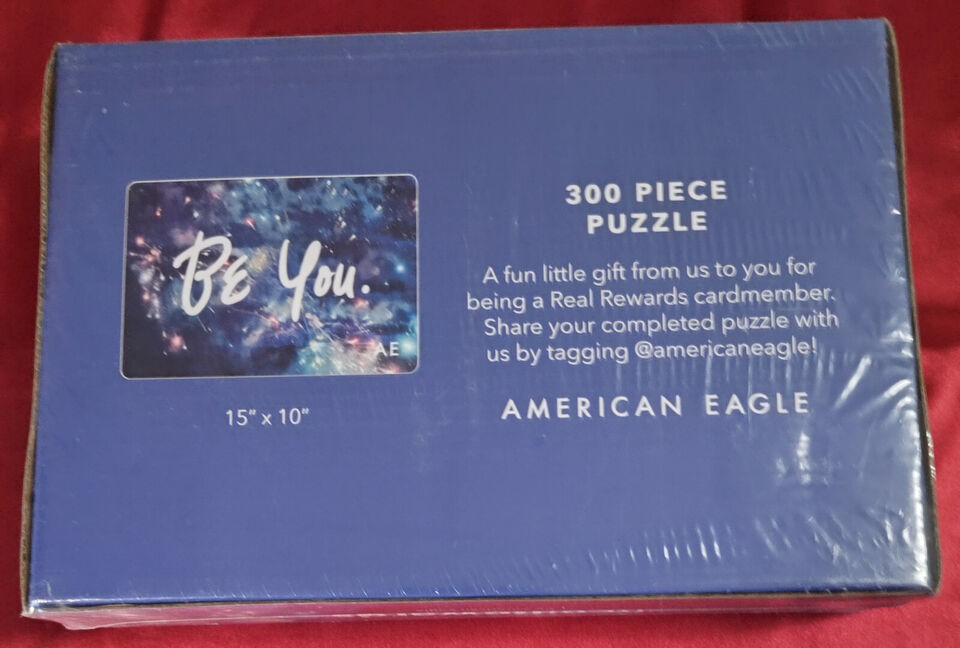 Be You.
AE
15" x 10"
300 PIECE
PUZZLE
A fun little gift from us to you for
being a Real Rewards cardmember.
Share your completed puzzle with
us by tagging @americaneagle!
AMERICAN EAGLE